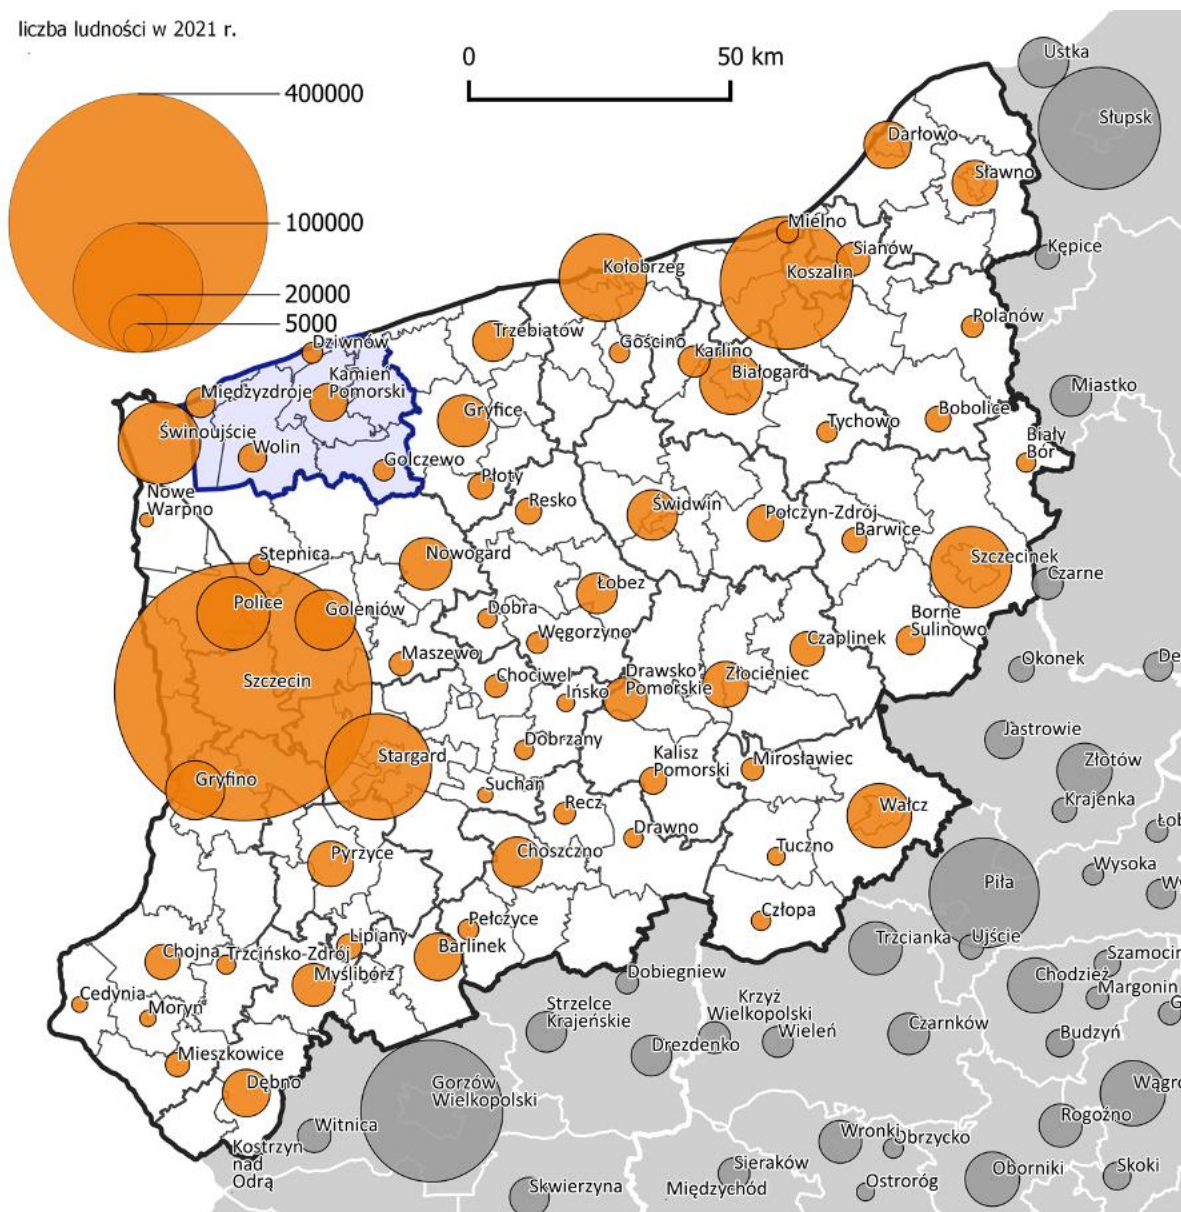 liczba ludności w 2021 r.
0
50 km
400000
100000
20000
5000
Ustka
Słupsk
Darłowo
Sławno
Mielno
Kępice
Sianów
Kołobrzeg
Koszalin
Polanów
Trzebiatów
Gościno
Dziwnów
Karlino
Białogard
Kamień
Pomorski
Międzyzdroje
Miastko
Gryfice
Bobolice
Tychowo
Świnoujście
Wolin
Biały
Bór
Golczewo
Płoty
Nowe
Warpno
Resko
Świdwin
Połczyn-Zdrój
Barwice
Stepnica
Nowogard
Szczecinek
Czarne
Łobez
Police
Goleniów
Dobra
Borne
Sulinowo
Węgorzyno
Czaplinek
Maszewo
Okonek
De
Szczecin
Chociwel
Drawsko
Pomorskie
Złocieniec
Ińsko
Jastrowie
Dobrzany
Stargard
Kalisz
Pomorski
Mirosławiec
Złotów
Gryfino
Suchań
Recz
Wałcz
Krajenka
Drawno
Łob
Pyrzyce
Choszczno
Tuczno
Wysoka
Piła
Wy
Człopa
Pełczyce
Lipiany
Barlinek
Trzcianka
Ujście
Chojna
Trzcińsko-Zdrój
Szamocin
Myślibórz
Dobiegniew
Chodzież
Margonin
Cedynia
Moryń
Strzelce
Krajeńskie
Krzyż
Wielkopolski
G
Wieleń
Czarnków
Budzyń
Mieszkowice
Drezdenko
Dębno
Gorzów
Wielkopolski
Wągro
Rogoźno
Witnica
Wronki
Obrzycko
Kostrzyn
nad
Odrą
Sieraków
Oborniki
Skoki
Skwierzyna
Międzychód
Ostroróg